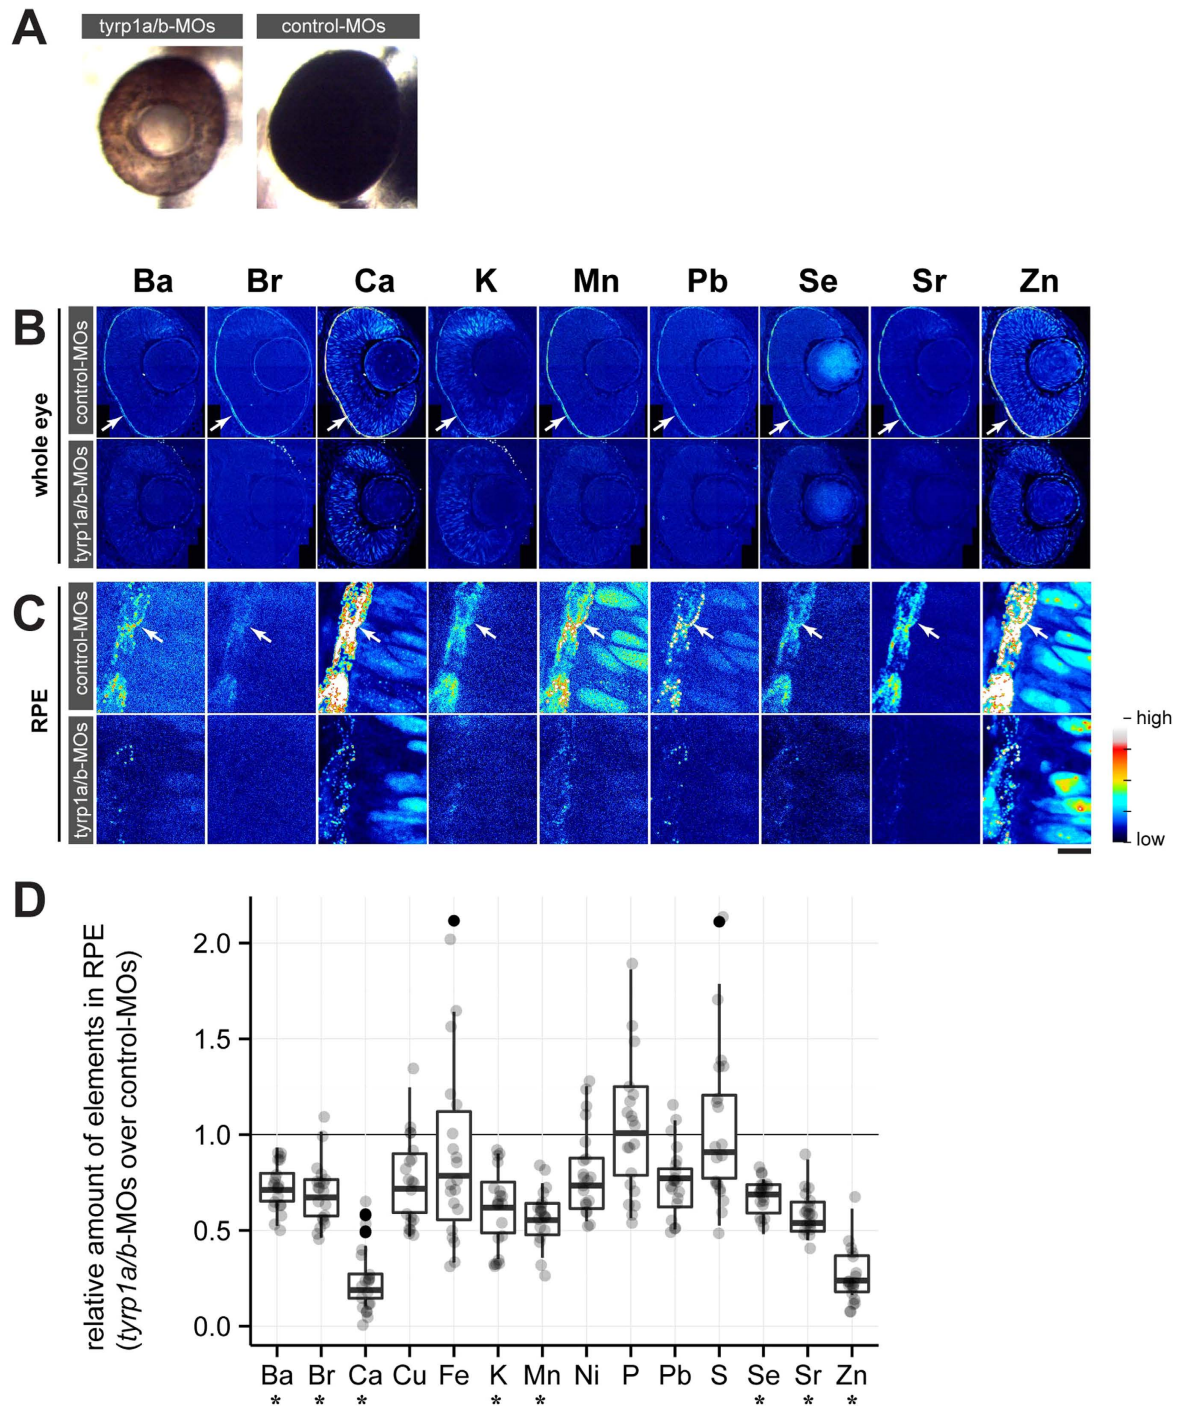 A
tyrp1a/b-MOs control-MOs
Ba Br Ca K Mn Pb Se Sr Zn
B
whole eye
control-MOs
tyrp1a/b-MOs
C
RPE
control-MOs
tyrp1a/b-MOs
high
low
D
relative amount of elements in RPE
(tyrp1a/b-MOs over control-MOs)
2.0
1.5
1.0
0.5
0.0
Ba Br Ca Cu Fe K Mn Ni P Pb S Se Sr Zn
* * * * * * * *